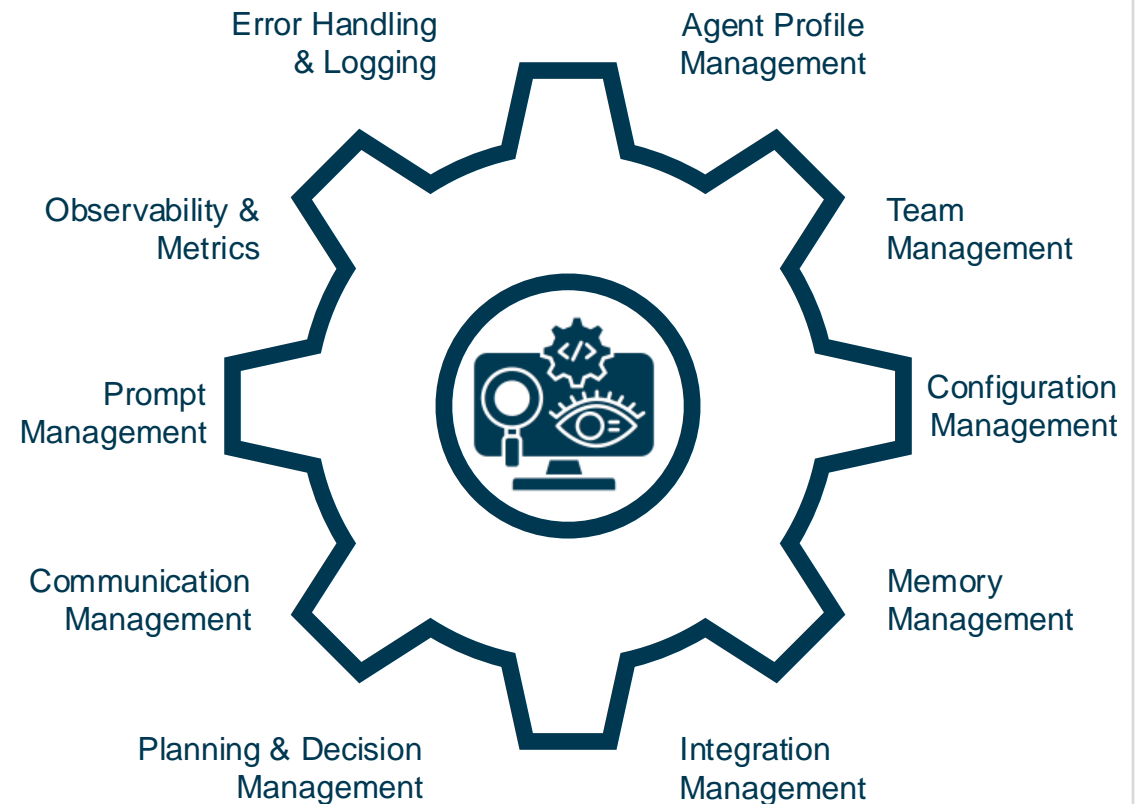 Error Handling
& Logging
Agent Profile
Management
Observability &
Metrics
Team
Management
Prompt
Management
Configuration
Management
Communication
Management
Memory
Management
Planning & Decision
Management
Integration
Management
</>